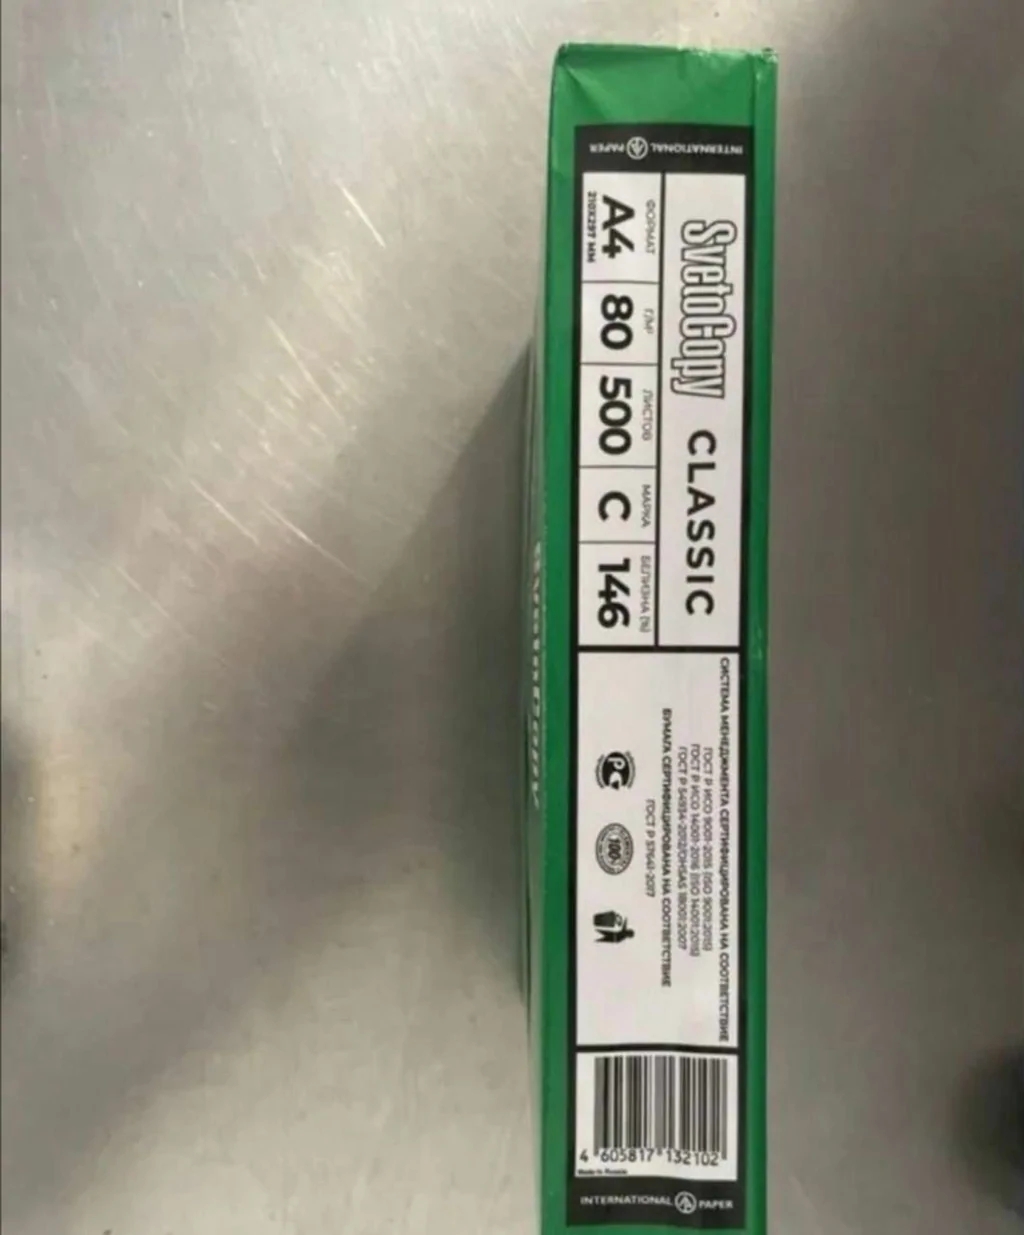 INTERNATIONAL PAPER
SvetoCopy CLASSIC
ФОРМАТ
A4
210X297 ММ
Г/М²
80
ЛИСТОВ
500
МАРКА
C
БЕЛИЗНА (%)
146
СИСТЕМА МЕНЕДЖМЕНТА СЕРТИФИЦИРОВАНА НА СООТВЕТСТВИЕ
ГОСТ Р ИСО 9001-2015 (ISO 9001:2015)
ГОСТ Р ИСО 14001-2016 (ISO 14001:2015)
ГОСТ Р 54934-2012/OHSAS 18001:2007
БУМАГА СЕРТИФИЦИРОВАНА НА СООТВЕТСТВИЕ
ГОСТ Р 57641-2017
РС
100%
4 605817 132102
Made in Russia
INTERNATIONAL PAPER